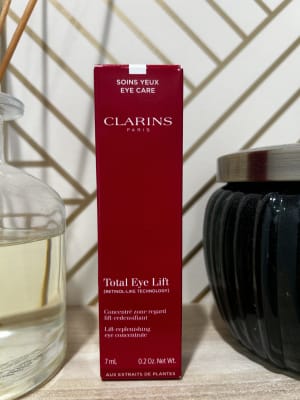 SOINS YEUX
EYE CARE
CLARINS
PARIS
Total Eye Lift
[RETINOL-LIKE TECHNOLOGY]
Concentré zone regard
lift-redensifiant
Lift-replenishing
eye concentrate
7 mL 0.2 Oz. Net Wt.
AUX EXTRAITS DE PLANTES